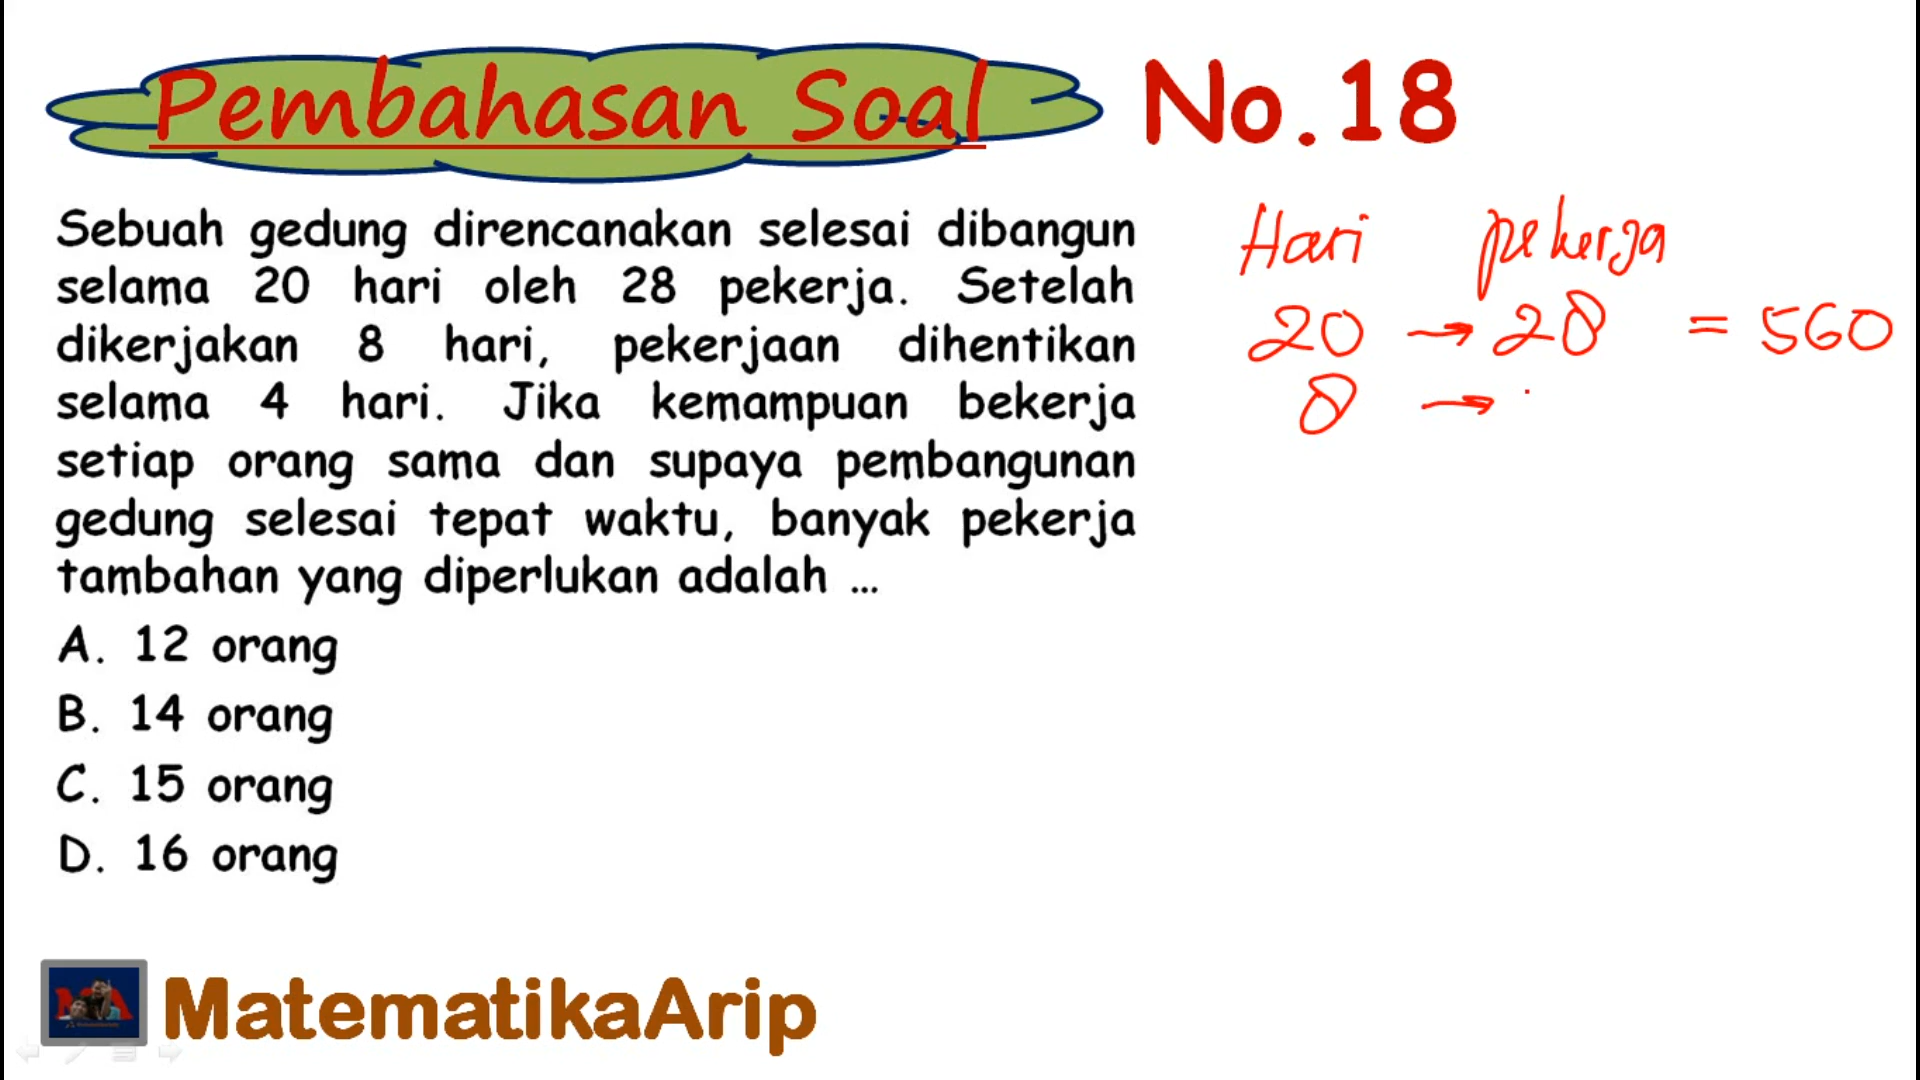 Pembahasan Soal No.18
Sebuah gedung direncanakan selesai dibangun
selama 20 hari oleh 28 pekerja. Setelah
dikerjakan 8 hari, pekerjaan dihentikan
selama 4 hari. Jika kemampuan bekerja
setiap orang sama dan supaya pembangunan
gedung selesai tepat waktu, banyak pekerja
tambahan yang diperlukan adalah ...
A. 12 orang
B. 14 orang
C. 15 orang
D. 16 orang
Hari pekerja
20 → 28 = 560
8 →
MatematikaArip